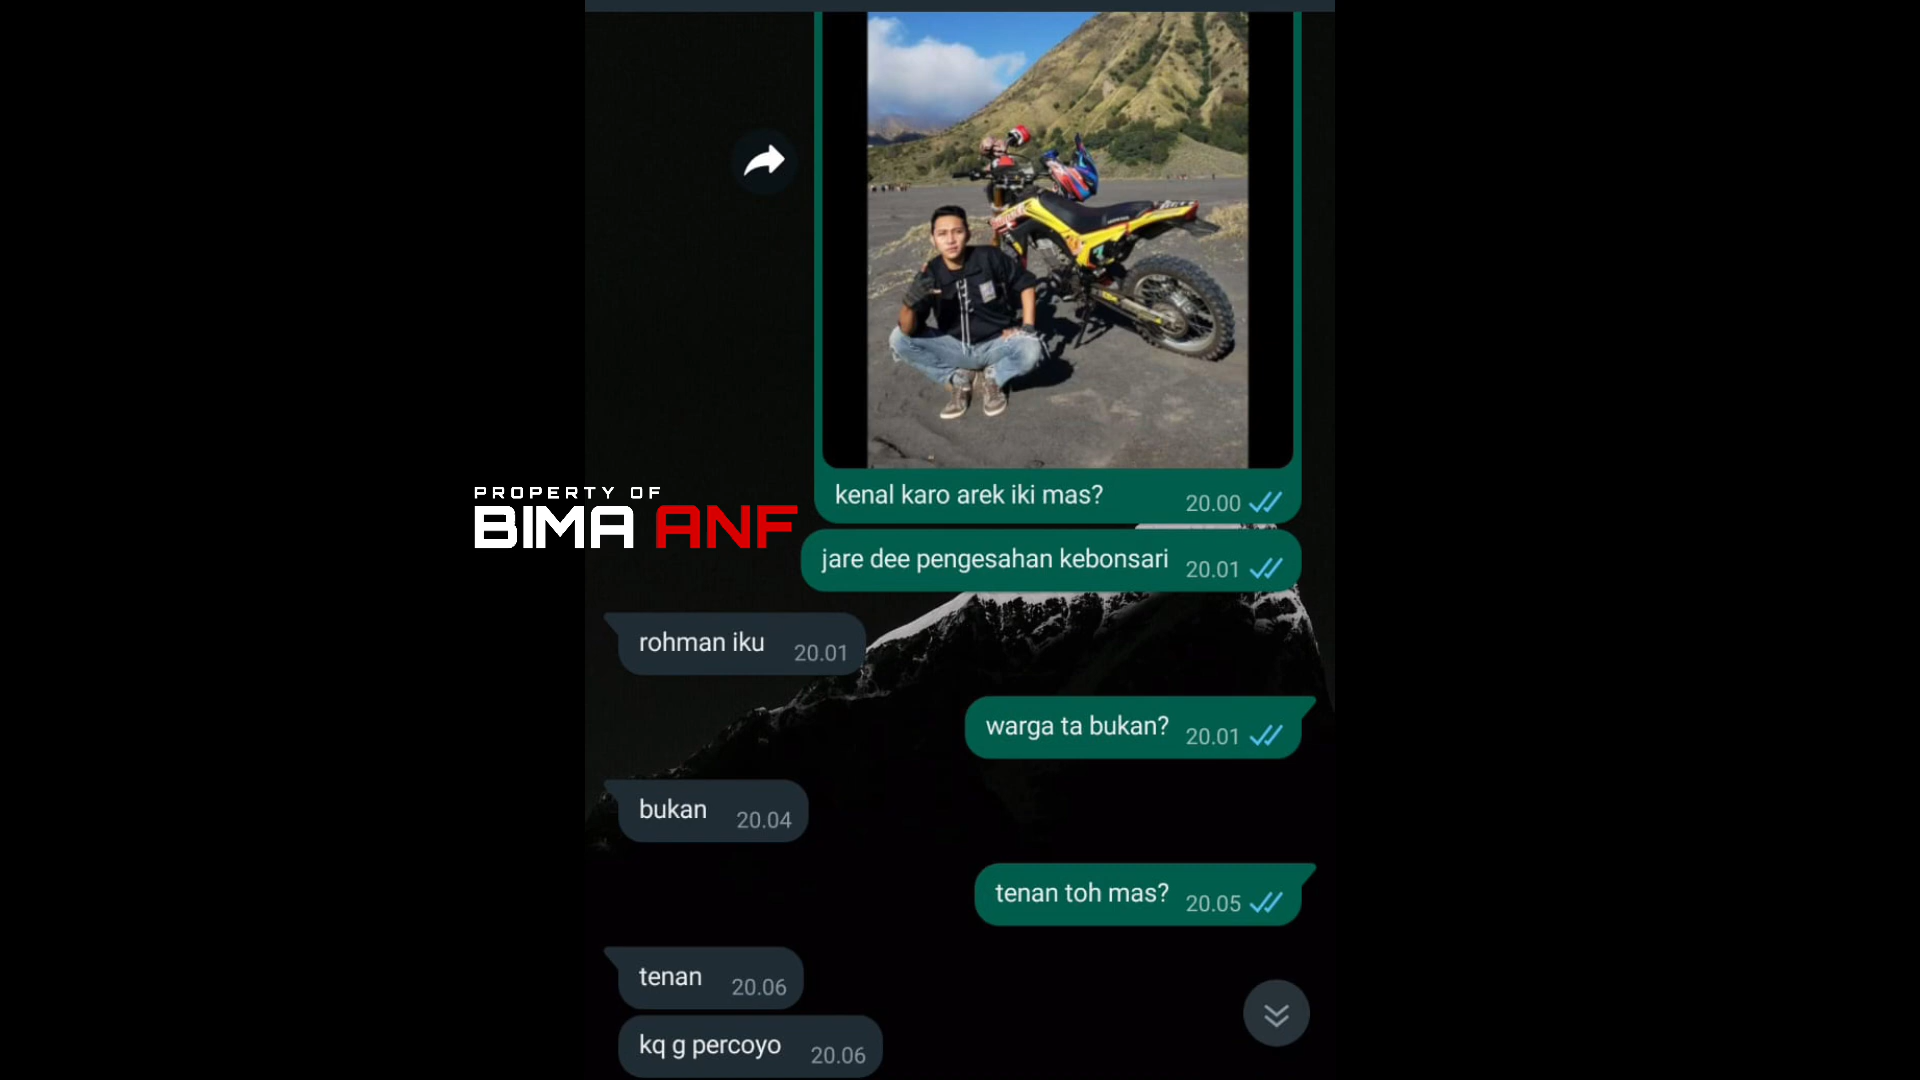 kenal karo arek iki mas? 20.00
PROPERTY OF
BIMA ANF
jare dee pengesahan kebonsari 20.01
rohman iku 20.01
warga ta bukan? 20.01
bukan 20.04
tenan toh mas? 20.05
tenan 20.06
kq g percoyo 20.06